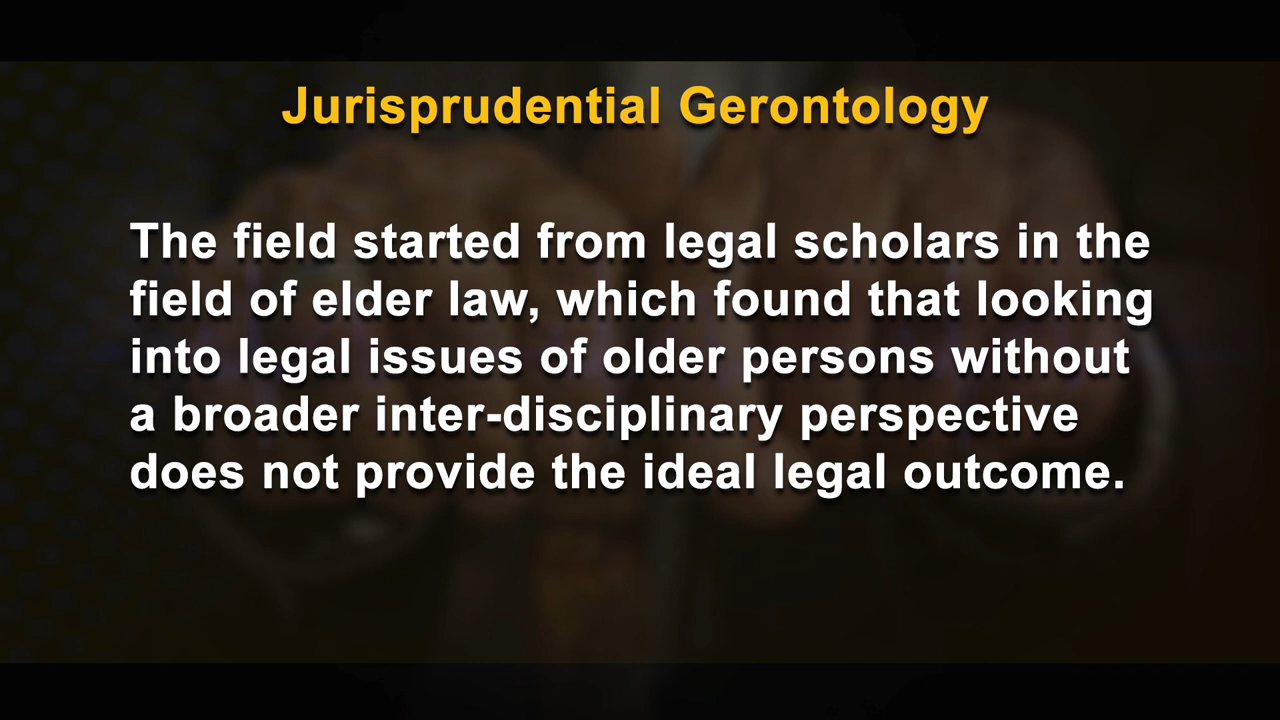 Jurisprudential Gerontology
The field started from legal scholars in the
field of elder law, which found that looking
into legal issues of older persons without
a broader inter-disciplinary perspective
does not provide the ideal legal outcome.